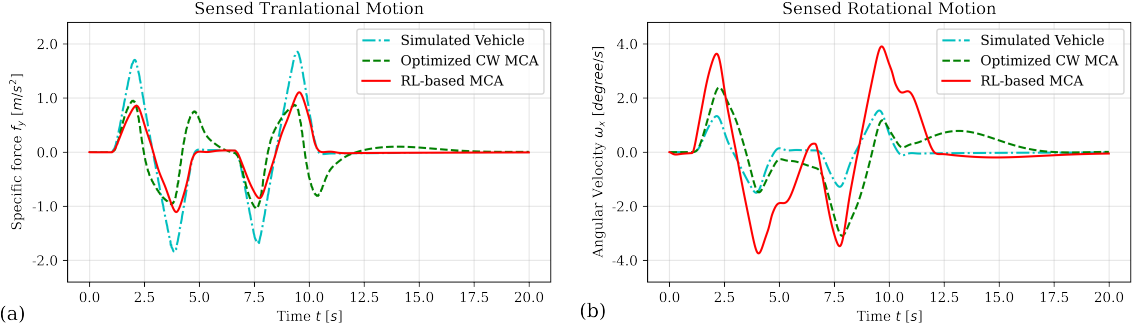 Sensed Tranlational Motion
Specific force f_y [m/s²]
2.0
1.0
0.0
-1.0
-2.0
Simulated Vehicle
Optimized CW MCA
RL-based MCA
0.0 2.5 5.0 7.5 10.0 12.5 15.0 17.5 20.0
Time t [s]
(a)
Sensed Rotational Motion
Angular Velocity ω_x [degree/s]
4.0
2.0
0.0
-2.0
-4.0
Simulated Vehicle
Optimized CW MCA
RL-based MCA
0.0 2.5 5.0 7.5 10.0 12.5 15.0 17.5 20.0
Time t [s]
(b)